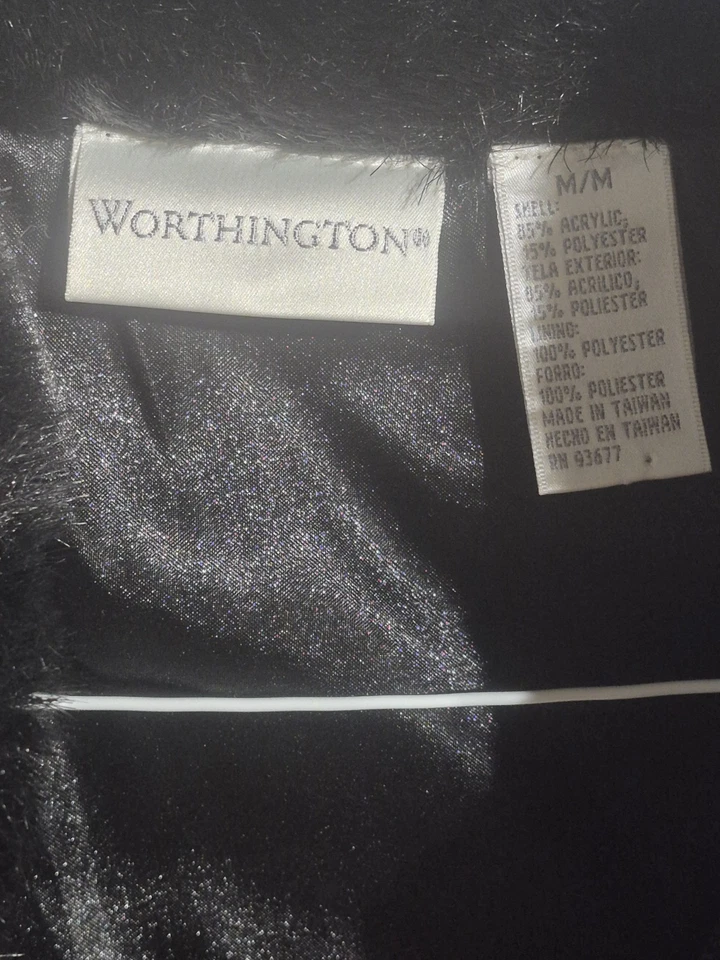 WORTHINGTON®
M/M
SHELL:
85% ACRYLIC,
15% POLYESTER
TELA EXTERIOR:
85% ACRILICO,
15% POLIESTER
LINING:
100% POLYESTER
FORRO:
100% POLIESTER
MADE IN TAIWAN
HECHO EN TAIWAN
RN 93677